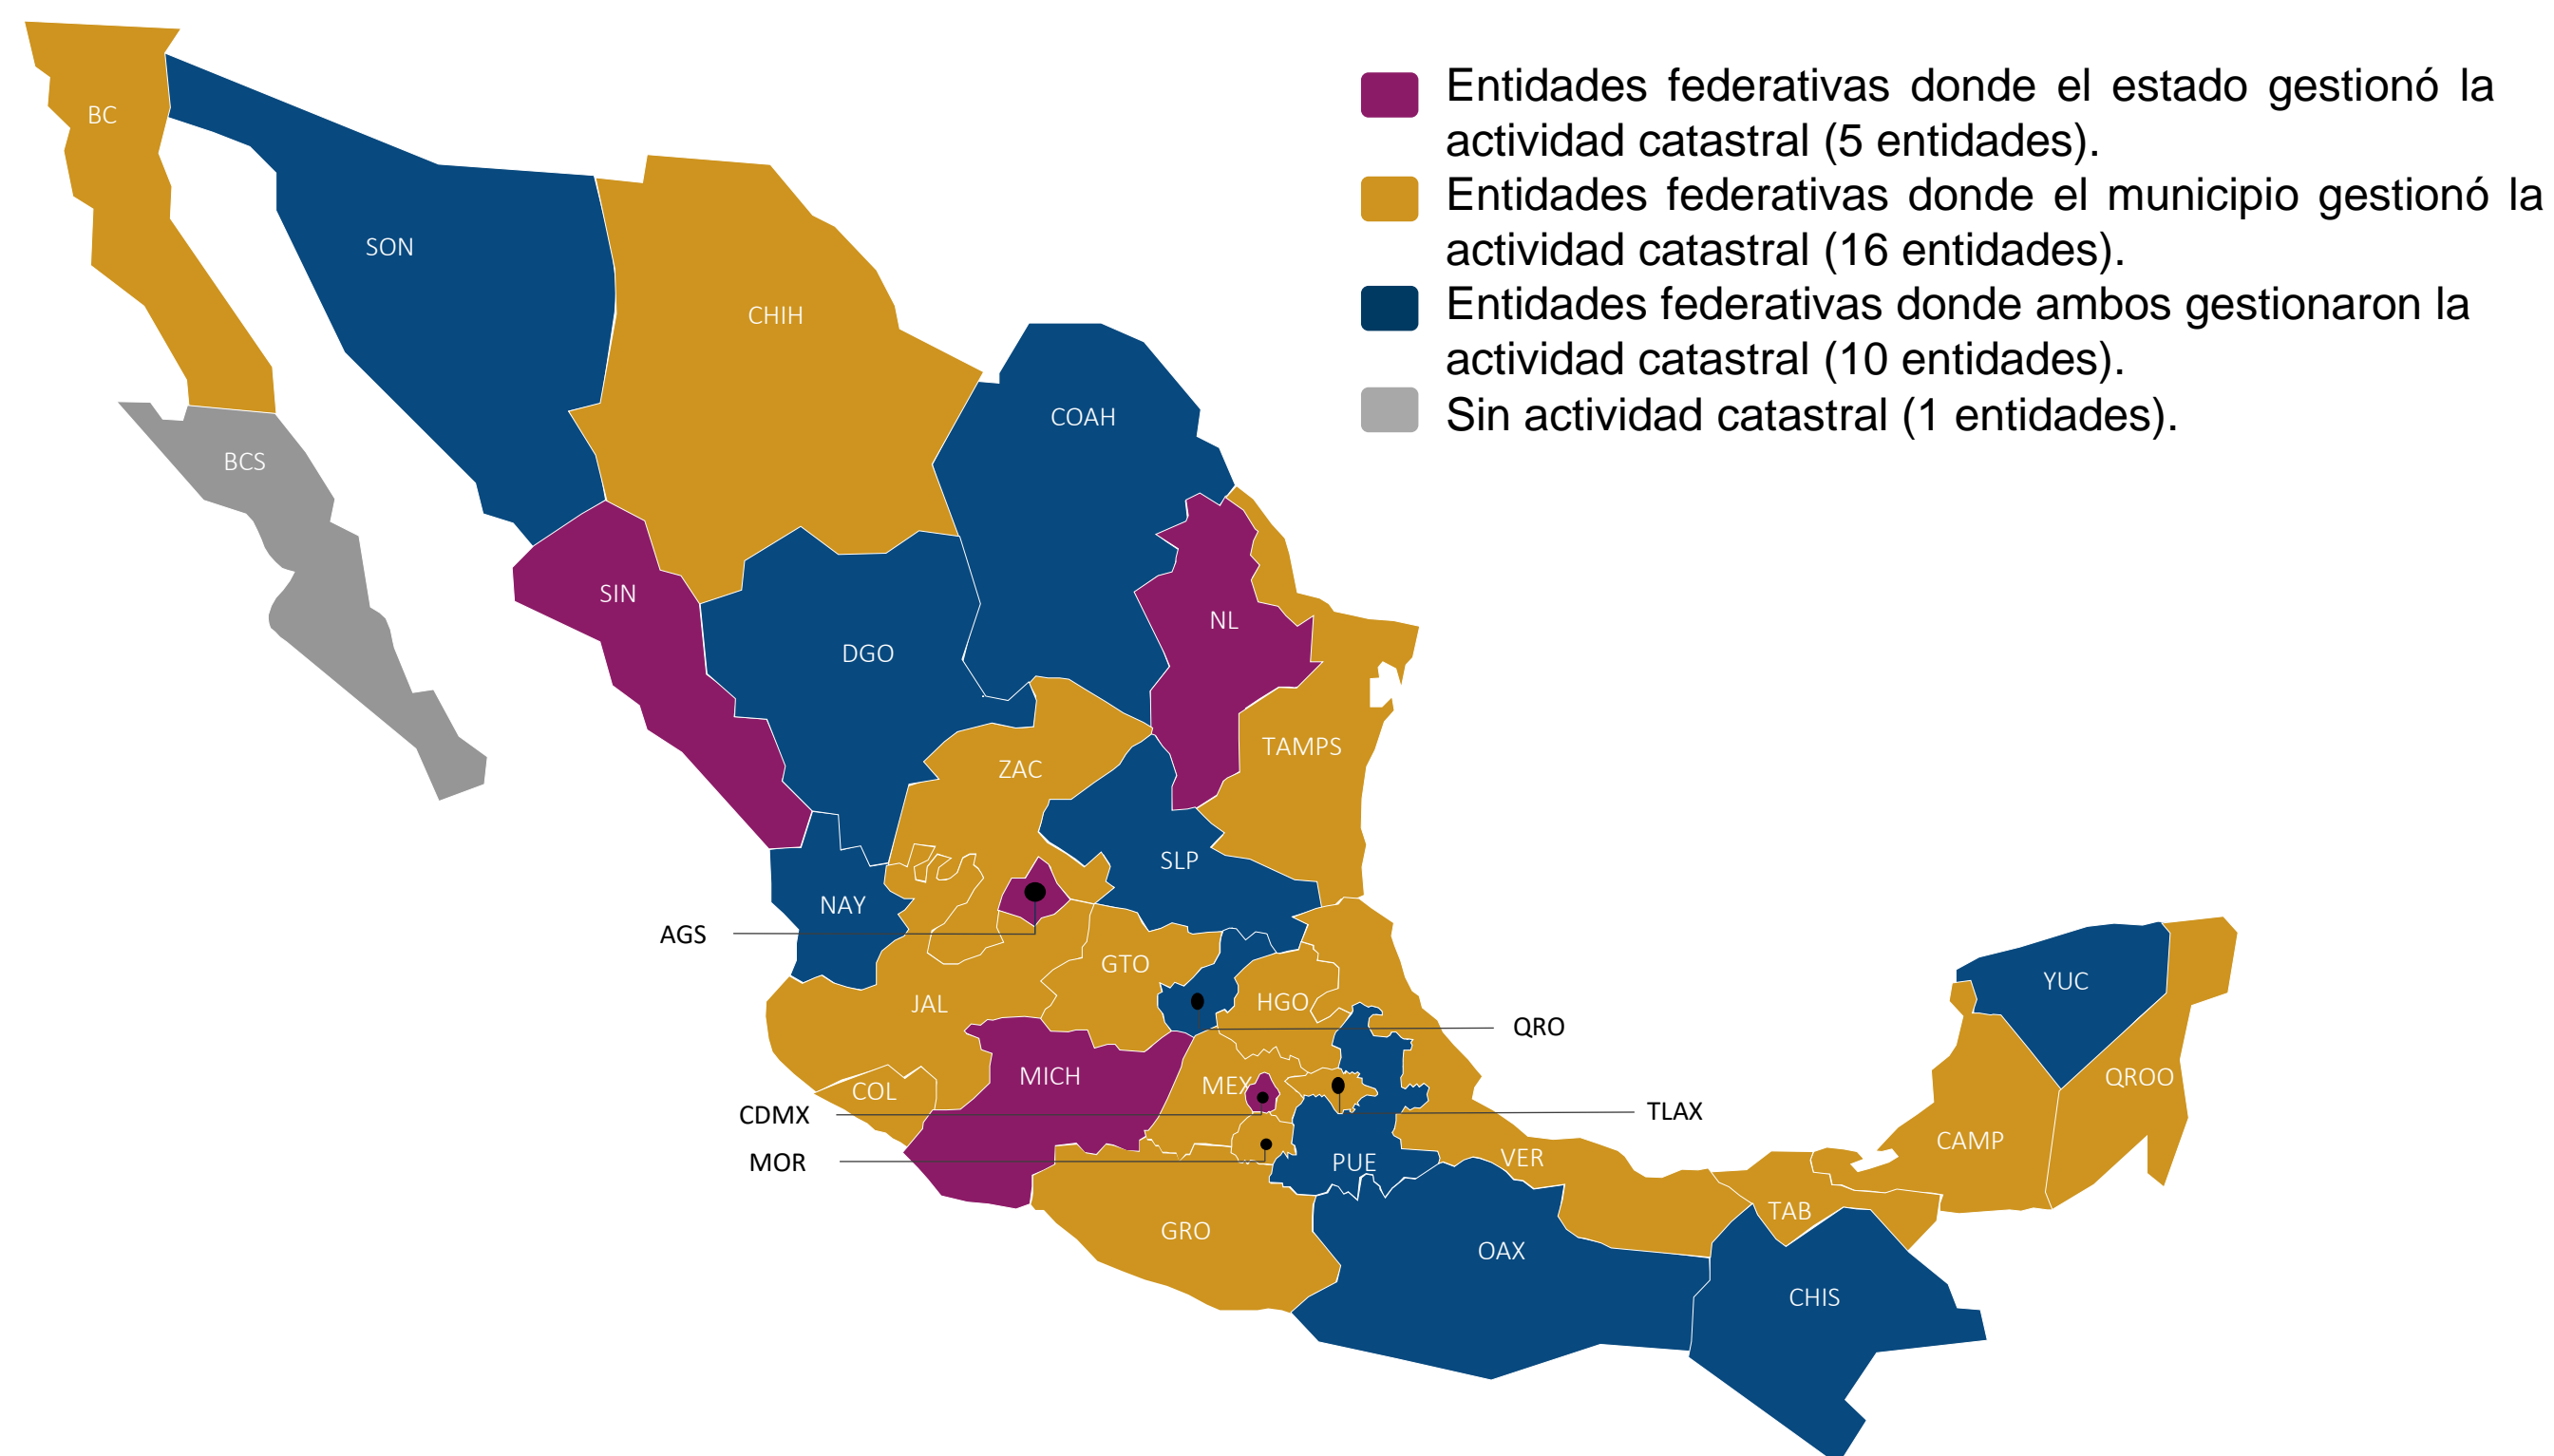 Entidades federativas donde el estado gestionó la
actividad catastral (5 entidades).
Entidades federativas donde el municipio gestionó la
actividad catastral (16 entidades).
Entidades federativas donde ambos gestionaron la
actividad catastral (10 entidades).
Sin actividad catastral (1 entidades).
BC
SON
CHIH
COAH
BCS
SIN
NL
DGO
TAMPS
ZAC
SLP
NAY
AGS
GTO
YUC
JAL
HGO
QRO
MICH
MEX
QROO
COL
CDMX
TLAX
CAMP
MOR
PUE
VER
TAB
GRO
OAX
CHIS